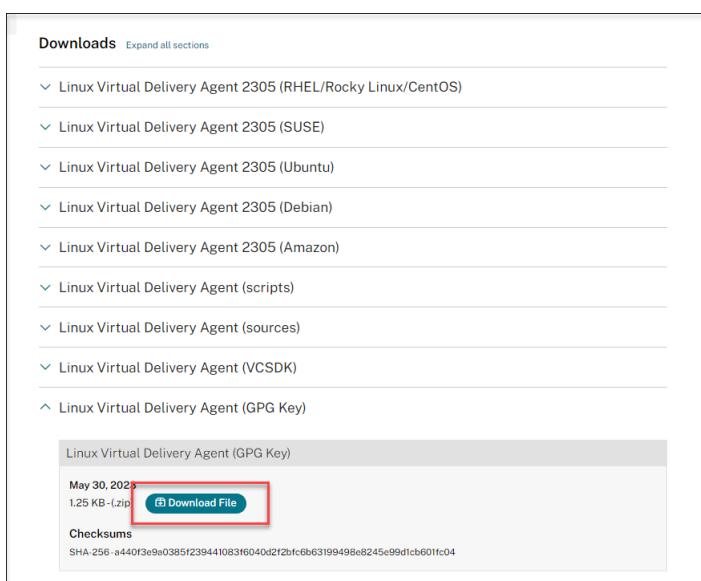 Downloads Expand all sections
Linux Virtual Delivery Agent 2305 (RHEL/Rocky Linux/CentOS)
Linux Virtual Delivery Agent 2305 (SUSE)
Linux Virtual Delivery Agent 2305 (Ubuntu)
Linux Virtual Delivery Agent 2305 (Debian)
Linux Virtual Delivery Agent 2305 (Amazon)
Linux Virtual Delivery Agent (scripts)
Linux Virtual Delivery Agent (sources)
Linux Virtual Delivery Agent (VCSDK)
Linux Virtual Delivery Agent (GPG Key)
Linux Virtual Delivery Agent (GPG Key)
May 30, 2023
1.25 KB - (.zip) Download File
Checksums
SHA-256 - a440f3e9a0385f239441083f6040d2f2bfc6b63199498e8245e99d1cb601fc04